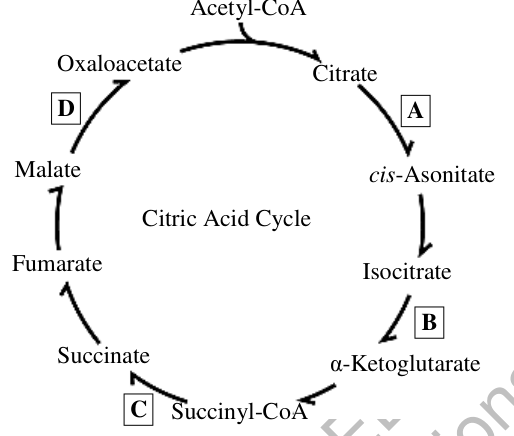 Acetyl-CoA
Oxaloacetate
Citrate
D
A
Malate
cis-Asonitate
Citric Acid Cycle
Fumarate
Isocitrate
B
Succinate
α-Ketoglutarate
C
Succinyl-CoA